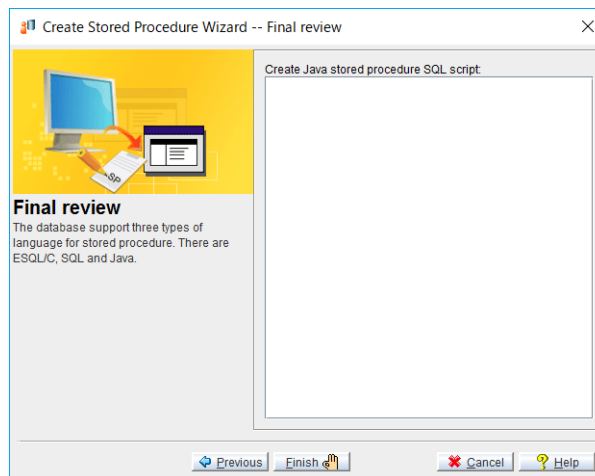 Create Stored Procedure Wizard -- Final review
Create Java stored procedure SQL script:
SP
Final review
The database support three types of
language for stored procedure. There are
ESQL/C, SQL and Java.
Previous
Finish
Cancel
Help